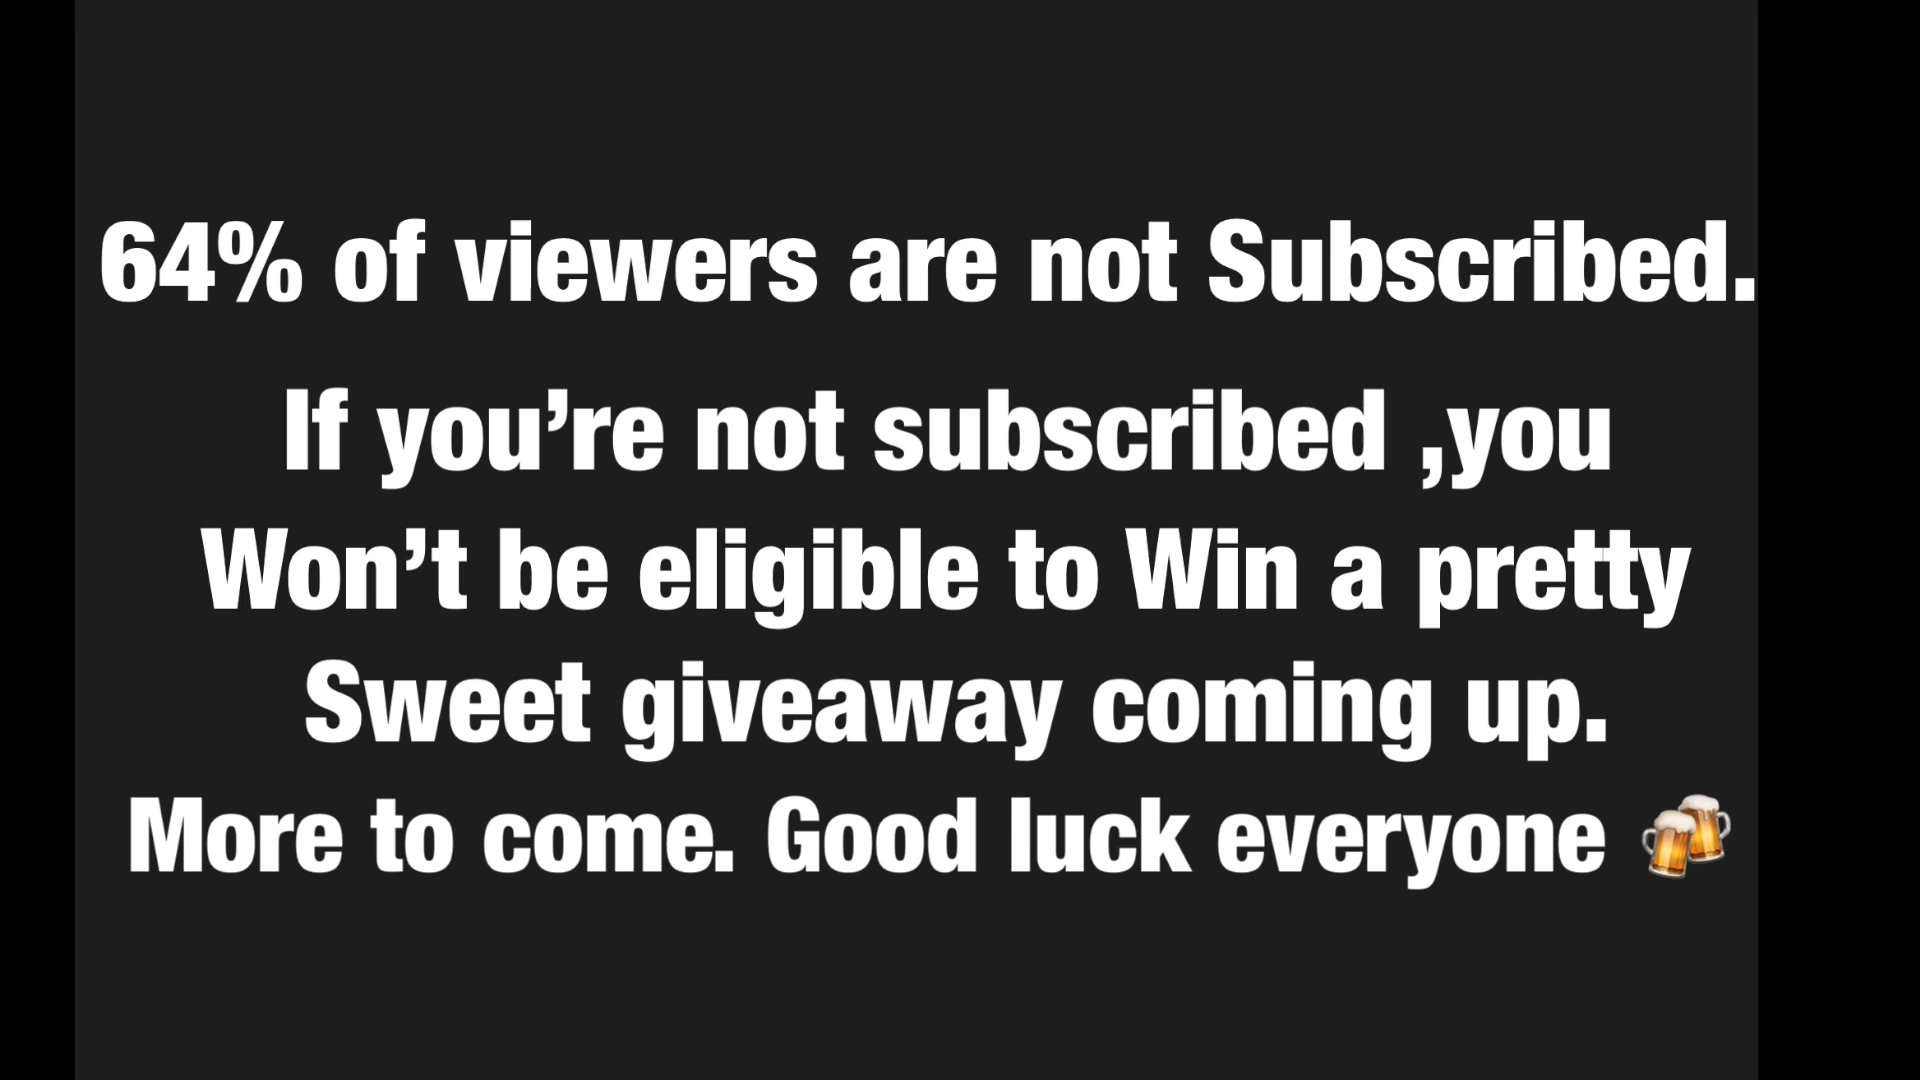 64% of viewers are not Subscribed.
If you’re not subscribed ,you
Won’t be eligible to Win a pretty
Sweet giveaway coming up.
More to come. Good luck everyone 🍻